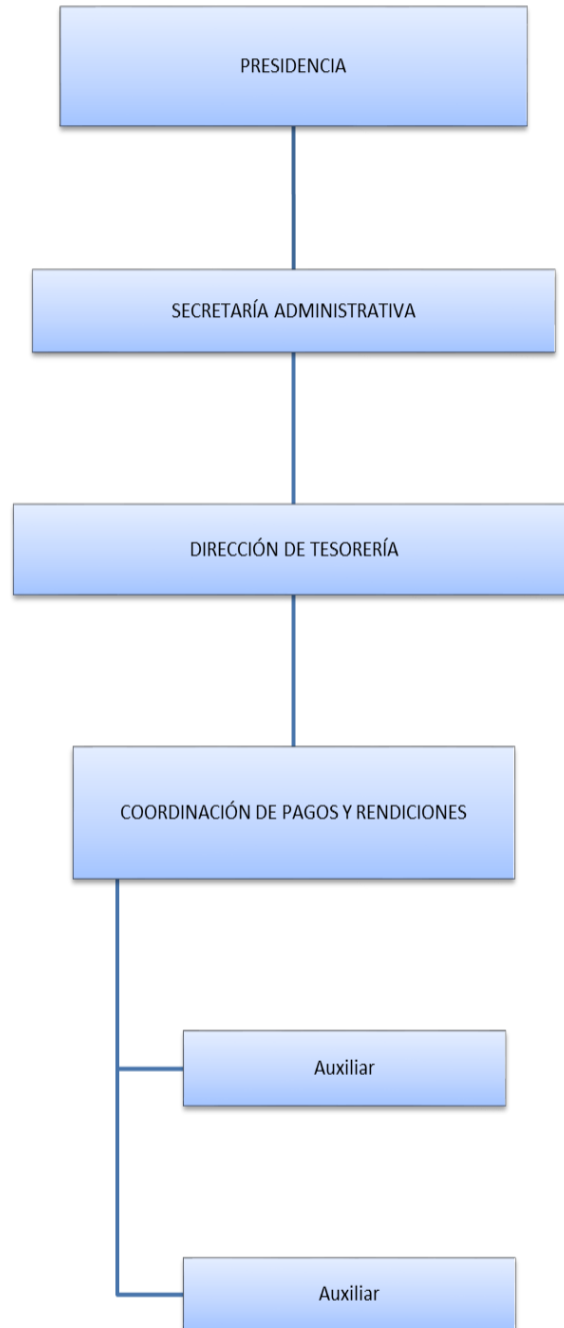 PRESIDENCIA
SECRETARÍA ADMINISTRATIVA
DIRECCIÓN DE TESORERÍA
COORDINACIÓN DE PAGOS Y RENDICIONES
Auxiliar
Auxiliar